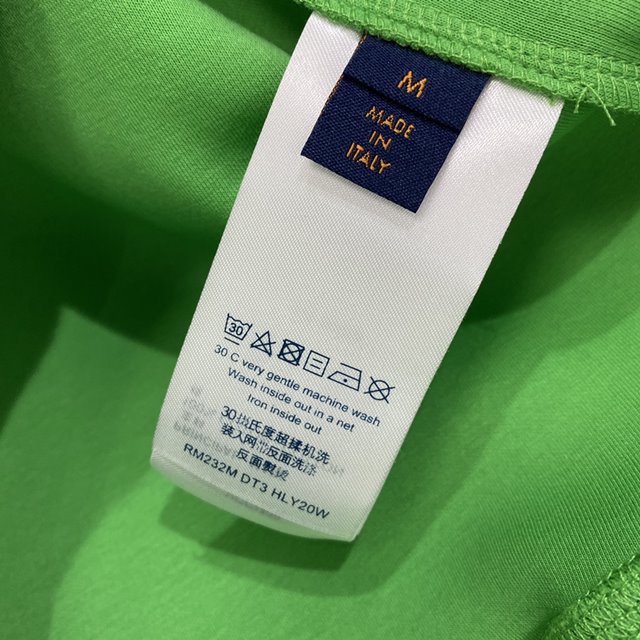 M
MADE
IN
ITALY
30
30 C very gentle machine wash
Wash inside out in a net
Iron inside out
30摄氏度超揉机洗
装入网反面洗涤
反面熨烫
RM232M DT3 HLY20W